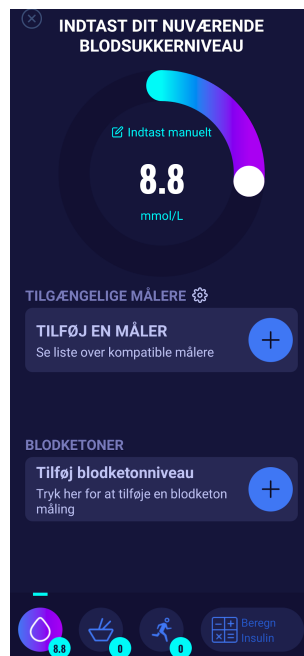 INDTAST DIT NUVÆRENDE
BLODSUKKERNIVEAU
Indtast manuelt
8.8
mmol/L
TILGÆNGELIGE MÅLERE
TILFØJ EN MÅLER
Se liste over kompatible målere
BLODKETONER
Tilføj blodketonniveau
Tryk her for at tilføje en blodketon
måling
8.8
0
0
Beregn
Insulin